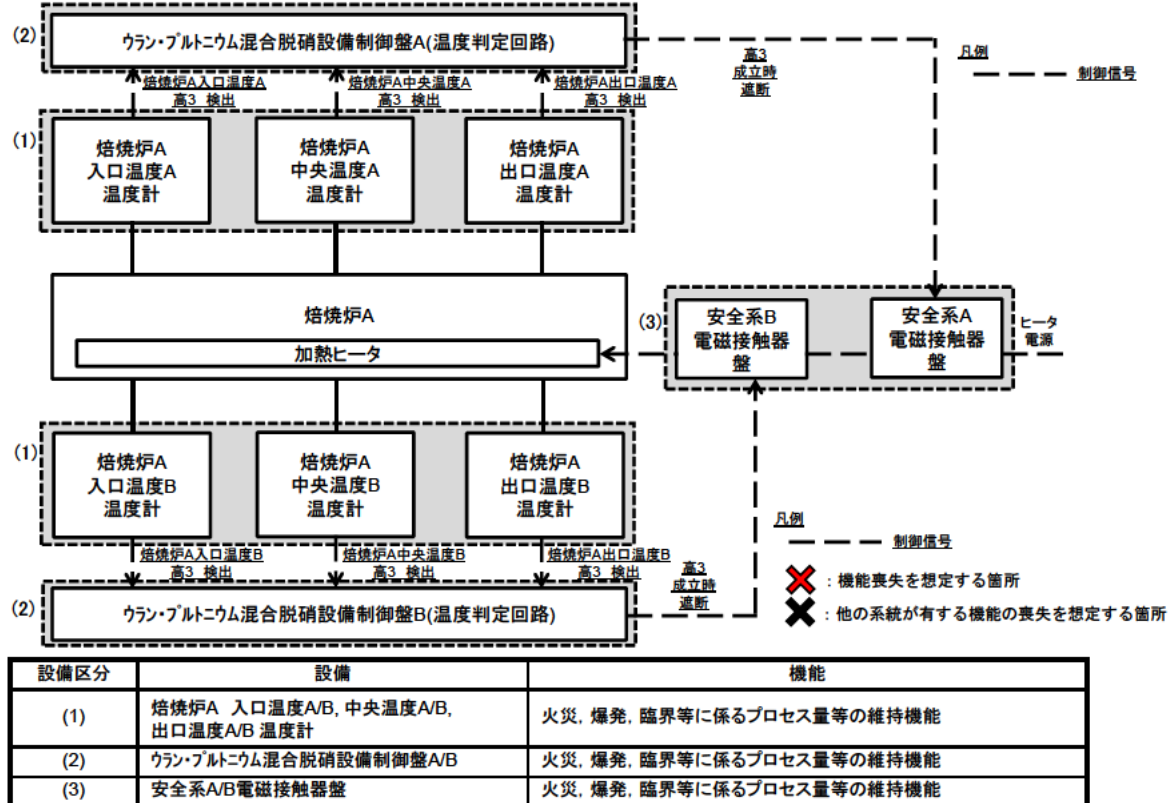 (2)
ウラン・プルトニウム混合脱硝設備制御盤A(温度判定回路)
高3
成立時
遮断
凡例
制御信号
焙焼炉A入口温度A
高3 検出
焙焼炉A中央温度A
高3 検出
焙焼炉A出口温度A
高3 検出
(1)
焙焼炉A
入口温度A
温度計
焙焼炉A
中央温度A
温度計
焙焼炉A
出口温度A
温度計
焙焼炉A
加熱ヒータ
(3)
安全系B
電磁接触器
盤
安全系A
電磁接触器
盤
ヒータ
電源
(1)
焙焼炉A
入口温度B
温度計
焙焼炉A
中央温度B
温度計
焙焼炉A
出口温度B
温度計
焙焼炉A入口温度B
高3 検出
焙焼炉A中央温度B
高3 検出
焙焼炉A出口温度B
高3 検出
(2)
ウラン・プルトニウム混合脱硝設備制御盤B(温度判定回路)
高3
成立時
遮断
凡例
制御信号
:機能喪失を想定する箇所
:他の系統が有する機能の喪失を想定する箇所
設備区分 設備 機能
(1) 焙焼炉A 入口温度A/B, 中央温度A/B,
出口温度A/B 温度計 火災, 爆発, 臨界等に係るプロセス量等の維持機能
(2) ウラン・プルトニウム混合脱硝設備制御盤A/B 火災, 爆発, 臨界等に係るプロセス量等の維持機能
(3) 安全系A/B電磁接触器盤 火災, 爆発, 臨界等に係るプロセス量等の維持機能